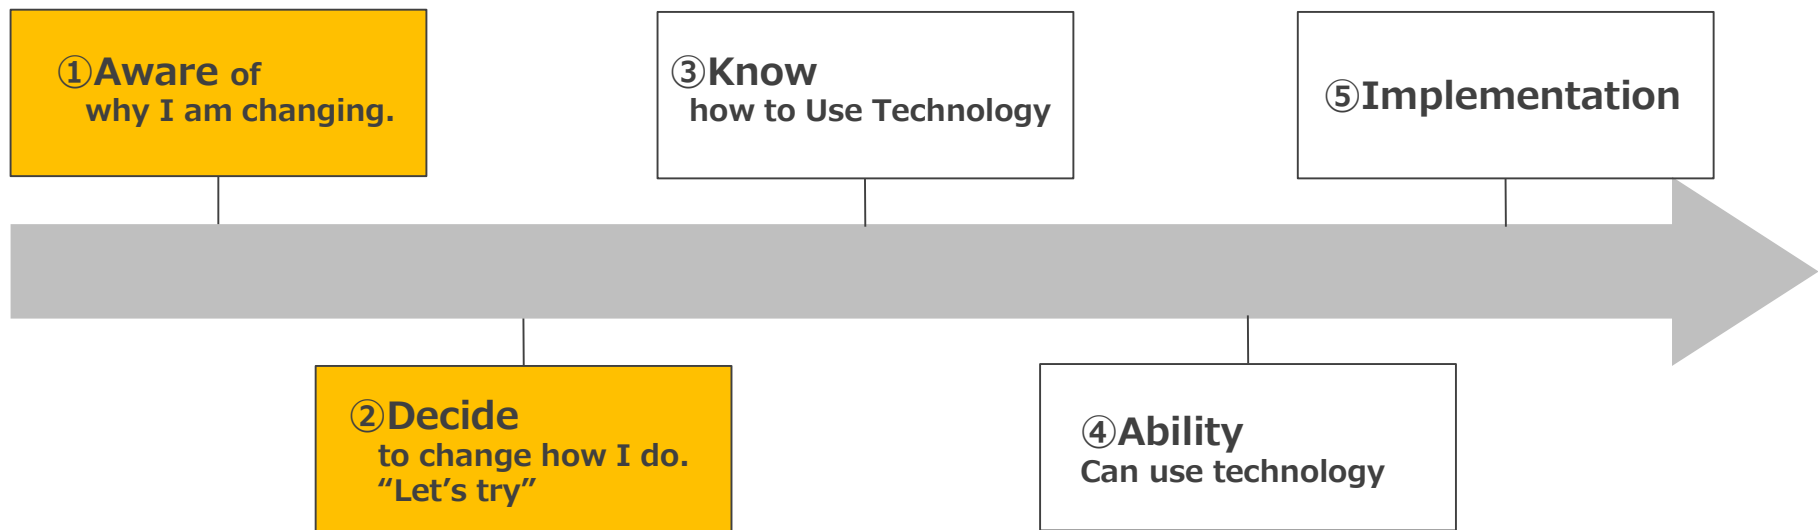 ①Aware of
why I am changing.
②Decide
to change how I do.
“Let’s try”
③Know
how to Use Technology
④Ability
Can use technology
⑤Implementation